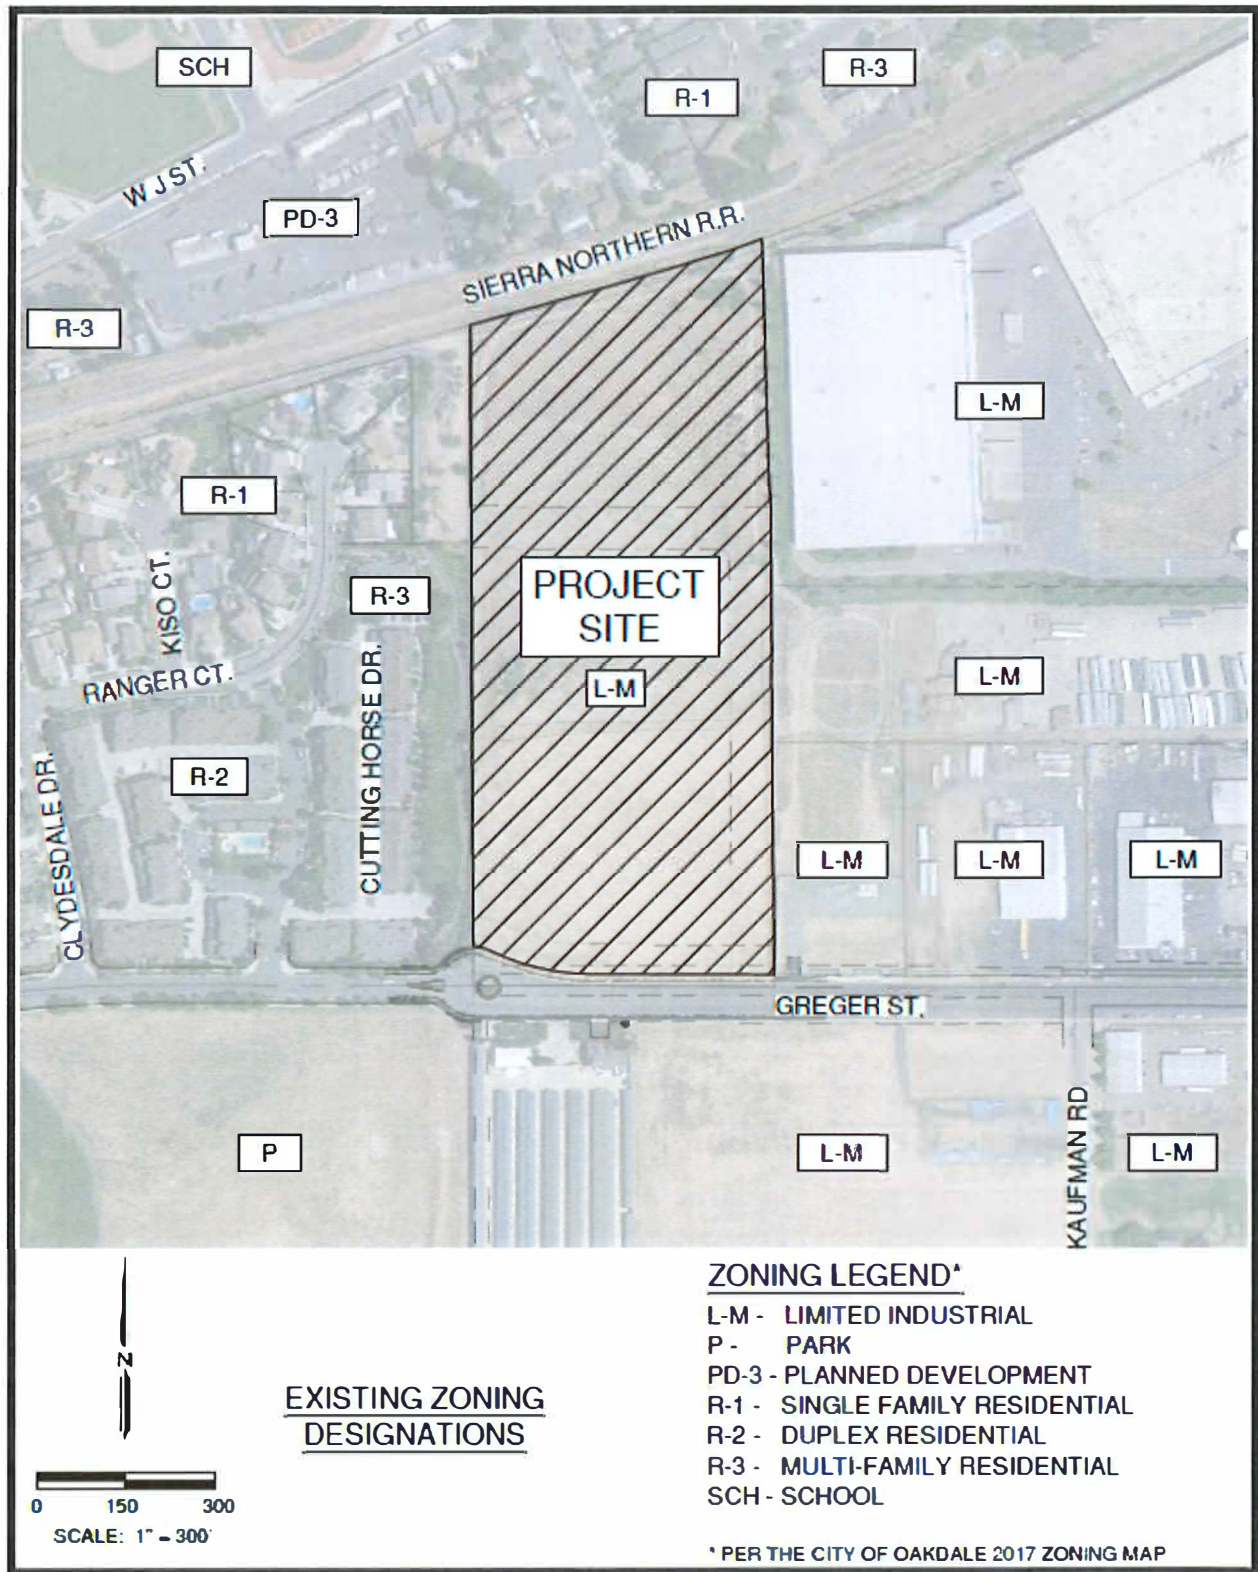 SCH
R-3
R-1
W J ST.
PD-3
SIERRA NORTHERN R.R.
R-3
L-M
R-1
KISO CT.
R-3
PROJECT
SITE
L-M
L-M
RANGER CT.
CUTTING HORSE DR.
R-2
CLYDESDALE DR.
L-M
L-M
L-M
GREGER ST.
KAUFMAN RD
P
L-M
L-M
N
EXISTING ZONING
DESIGNATIONS
0 150 300
SCALE: 1" = 300'
ZONING LEGEND*
L-M - LIMITED INDUSTRIAL
P - PARK
PD-3 - PLANNED DEVELOPMENT
R-1 - SINGLE FAMILY RESIDENTIAL
R-2 - DUPLEX RESIDENTIAL
R-3 - MULTI-FAMILY RESIDENTIAL
SCH - SCHOOL
* PER THE CITY OF OAKDALE 2017 ZONING MAP